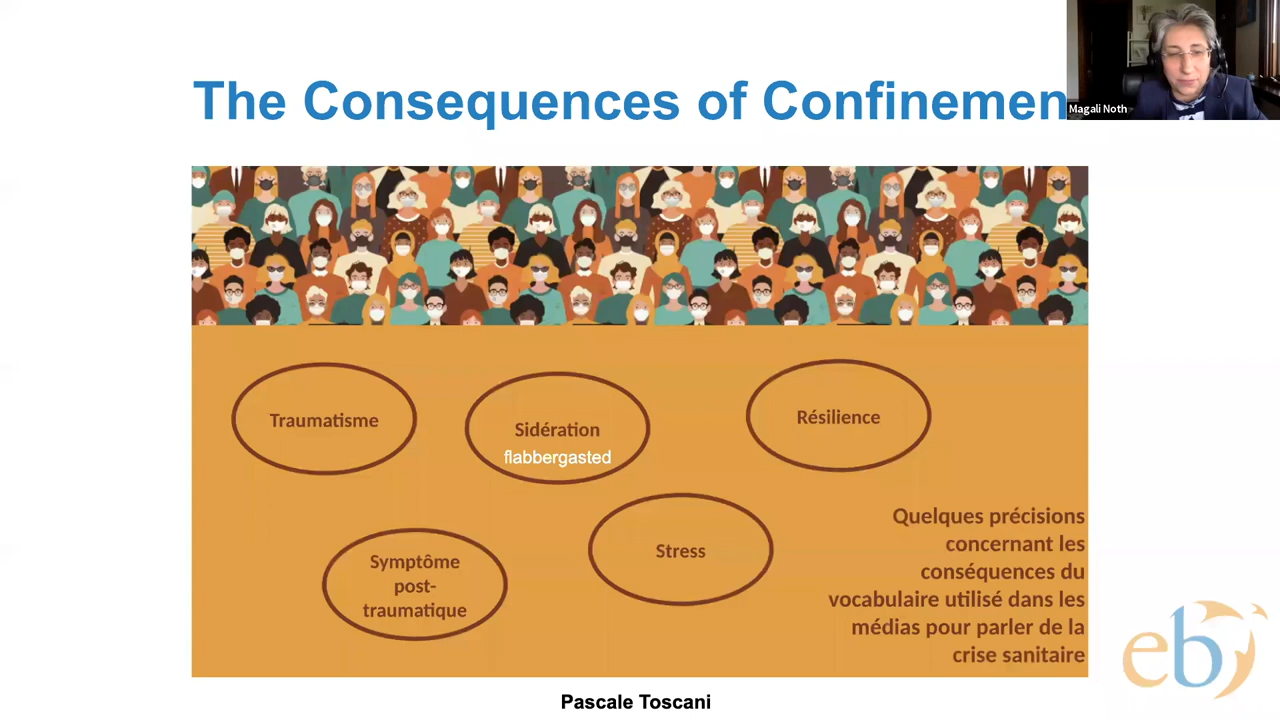 The Consequences of Confinemen
Magali Noth
Traumatisme
Sidération
flabbergasted
Résilience
Symptôme
post-
traumatique
Stress
Quelques précisions
concernant les
conséquences du
vocabulaire utilisé dans les
médias pour parler de la
crise sanitaire
eb
Pascale Toscani